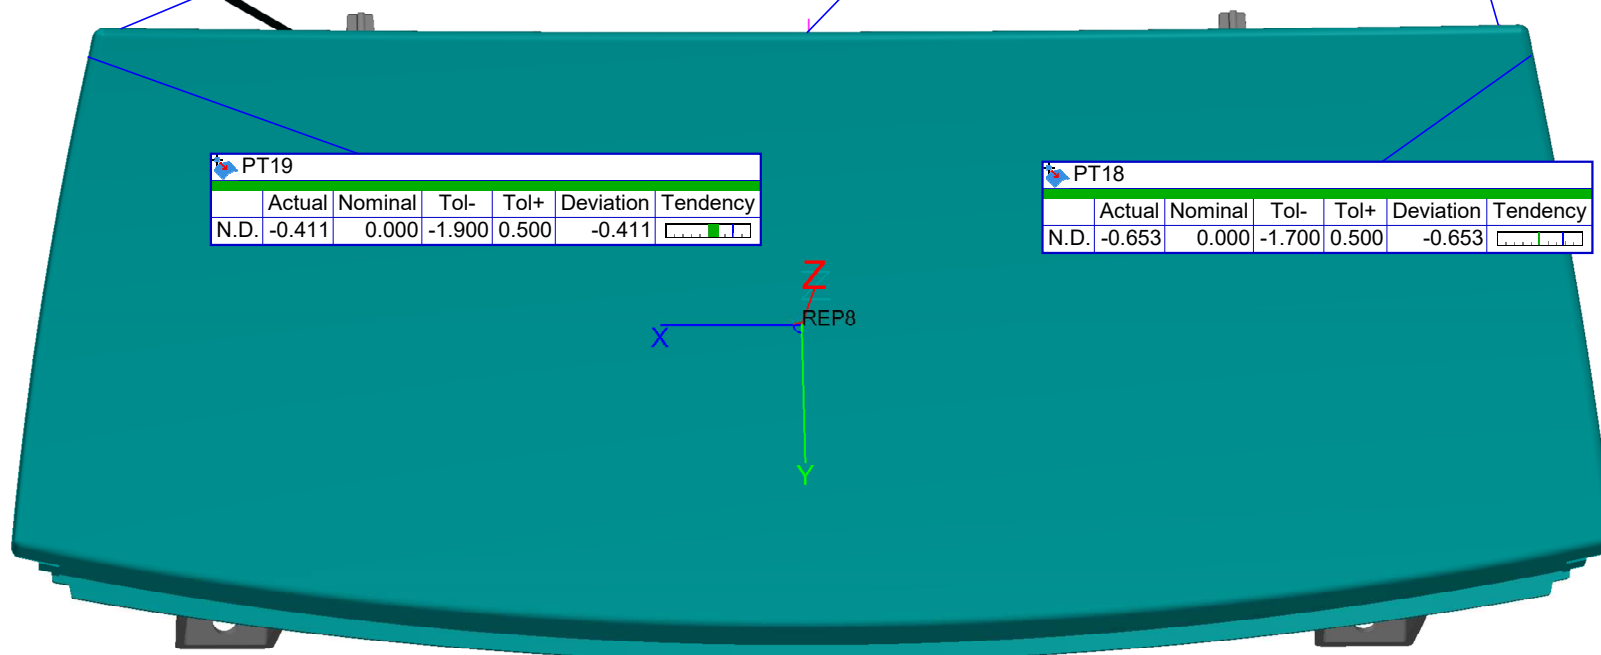 PT19
Actual Nominal Tol- Tol+ Deviation Tendency
N.D. -0.411 0.000 -1.900 0.500 -0.411
PT18
Actual Nominal Tol- Tol+ Deviation Tendency
N.D. -0.653 0.000 -1.700 0.500 -0.653
Z
REP8
X
Y